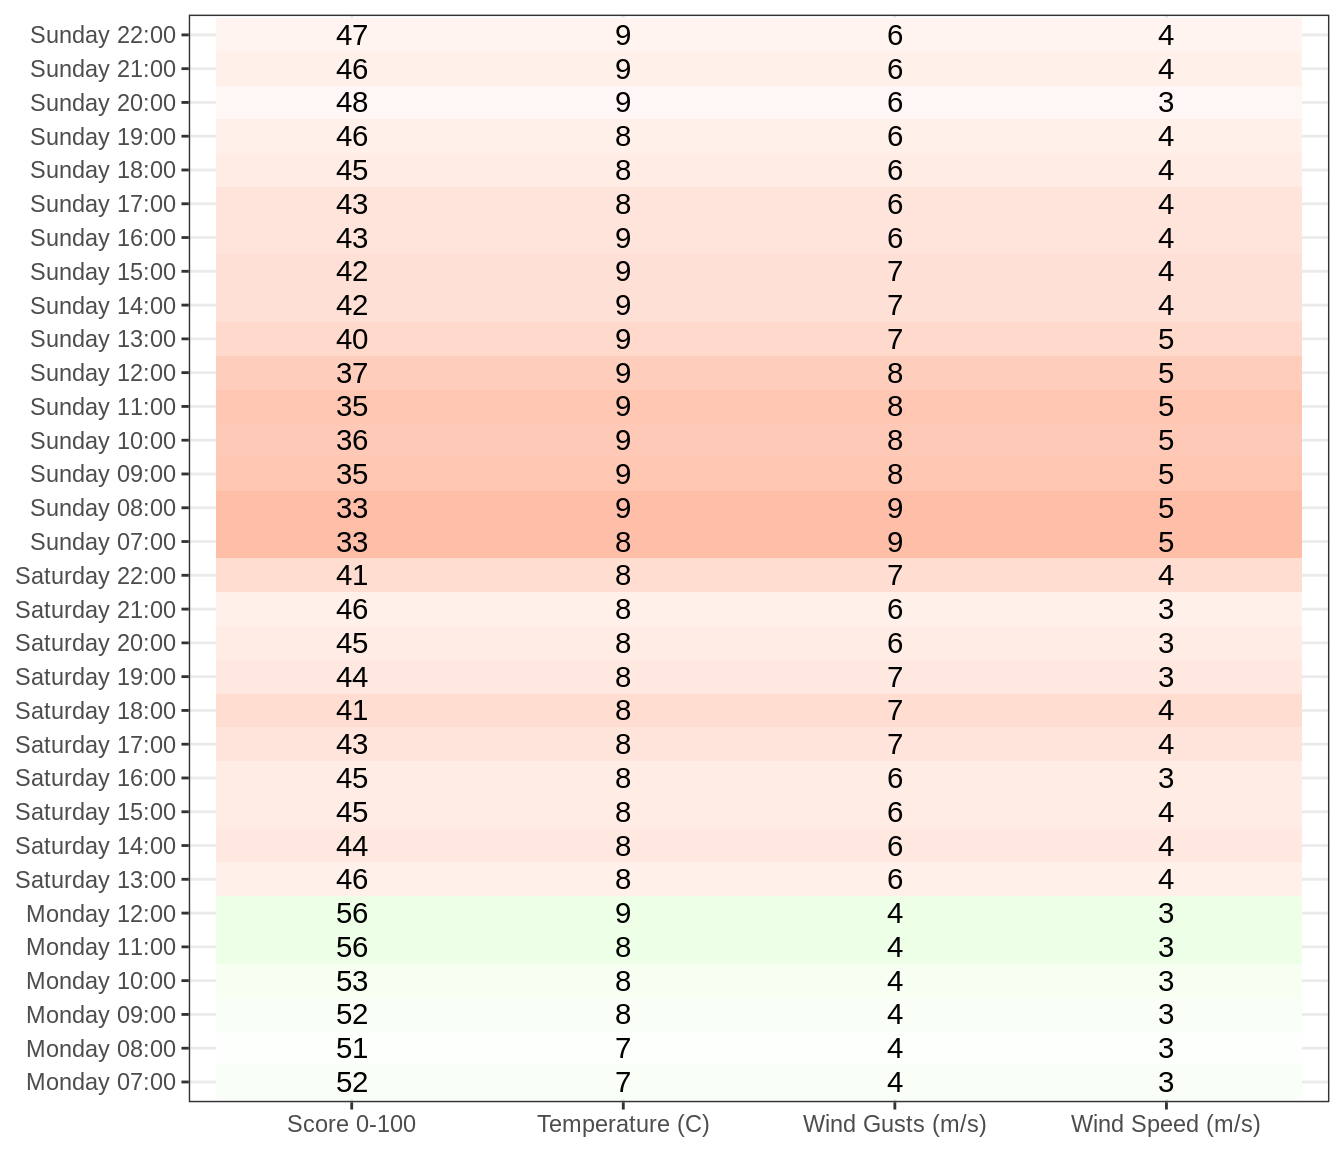 Sunday 22:00 47 9 6 4
Sunday 21:00 46 9 6 4
Sunday 20:00 48 9 6 3
Sunday 19:00 46 8 6 4
Sunday 18:00 45 8 6 4
Sunday 17:00 43 8 6 4
Sunday 16:00 43 9 6 4
Sunday 15:00 42 9 7 4
Sunday 14:00 42 9 7 4
Sunday 13:00 40 9 7 5
Sunday 12:00 37 9 8 5
Sunday 11:00 35 9 8 5
Sunday 10:00 36 9 8 5
Sunday 09:00 35 9 8 5
Sunday 08:00 33 9 9 5
Sunday 07:00 33 8 9 5
Saturday 22:00 41 8 7 4
Saturday 21:00 46 8 6 3
Saturday 20:00 45 8 6 3
Saturday 19:00 44 8 7 3
Saturday 18:00 41 8 7 4
Saturday 17:00 43 8 7 4
Saturday 16:00 45 8 6 3
Saturday 15:00 45 8 6 4
Saturday 14:00 44 8 6 4
Saturday 13:00 46 8 6 4
Monday 12:00 56 9 4 3
Monday 11:00 56 8 4 3
Monday 10:00 53 8 4 3
Monday 09:00 52 8 4 3
Monday 08:00 51 7 4 3
Monday 07:00 52 7 4 3
Score 0-100 Temperature (C) Wind Gusts (m/s) Wind Speed (m/s)